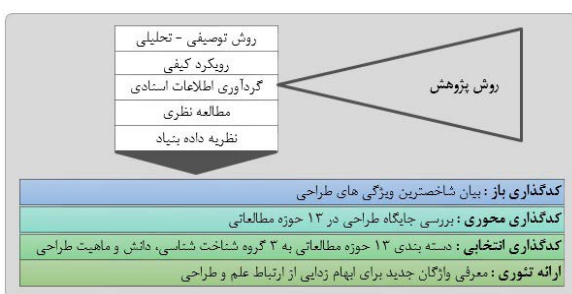 روش توصیفی - تحلیلی
رویکرد کیفی
گردآوری اطلاعات اسنادی
مطالعه نظری
نظریه داده بنیاد
روش پژوهش
کدگذاری باز : بیان شاخصترین ویژگی های طراحی
کدگذاری محوری : بررسی جایگاه طراحی در ۱۳ حوزه مطالعاتی
کدگذاری انتخابی : دسته بندی ۱۳ حوزه مطالعاتی به ۳ گروه شناخت شناسی، دانش و ماهیت طراحی
ارائه تئوری : معرفی واژگان جدید برای ابهام زدایی از ارتباط علم و طراحی